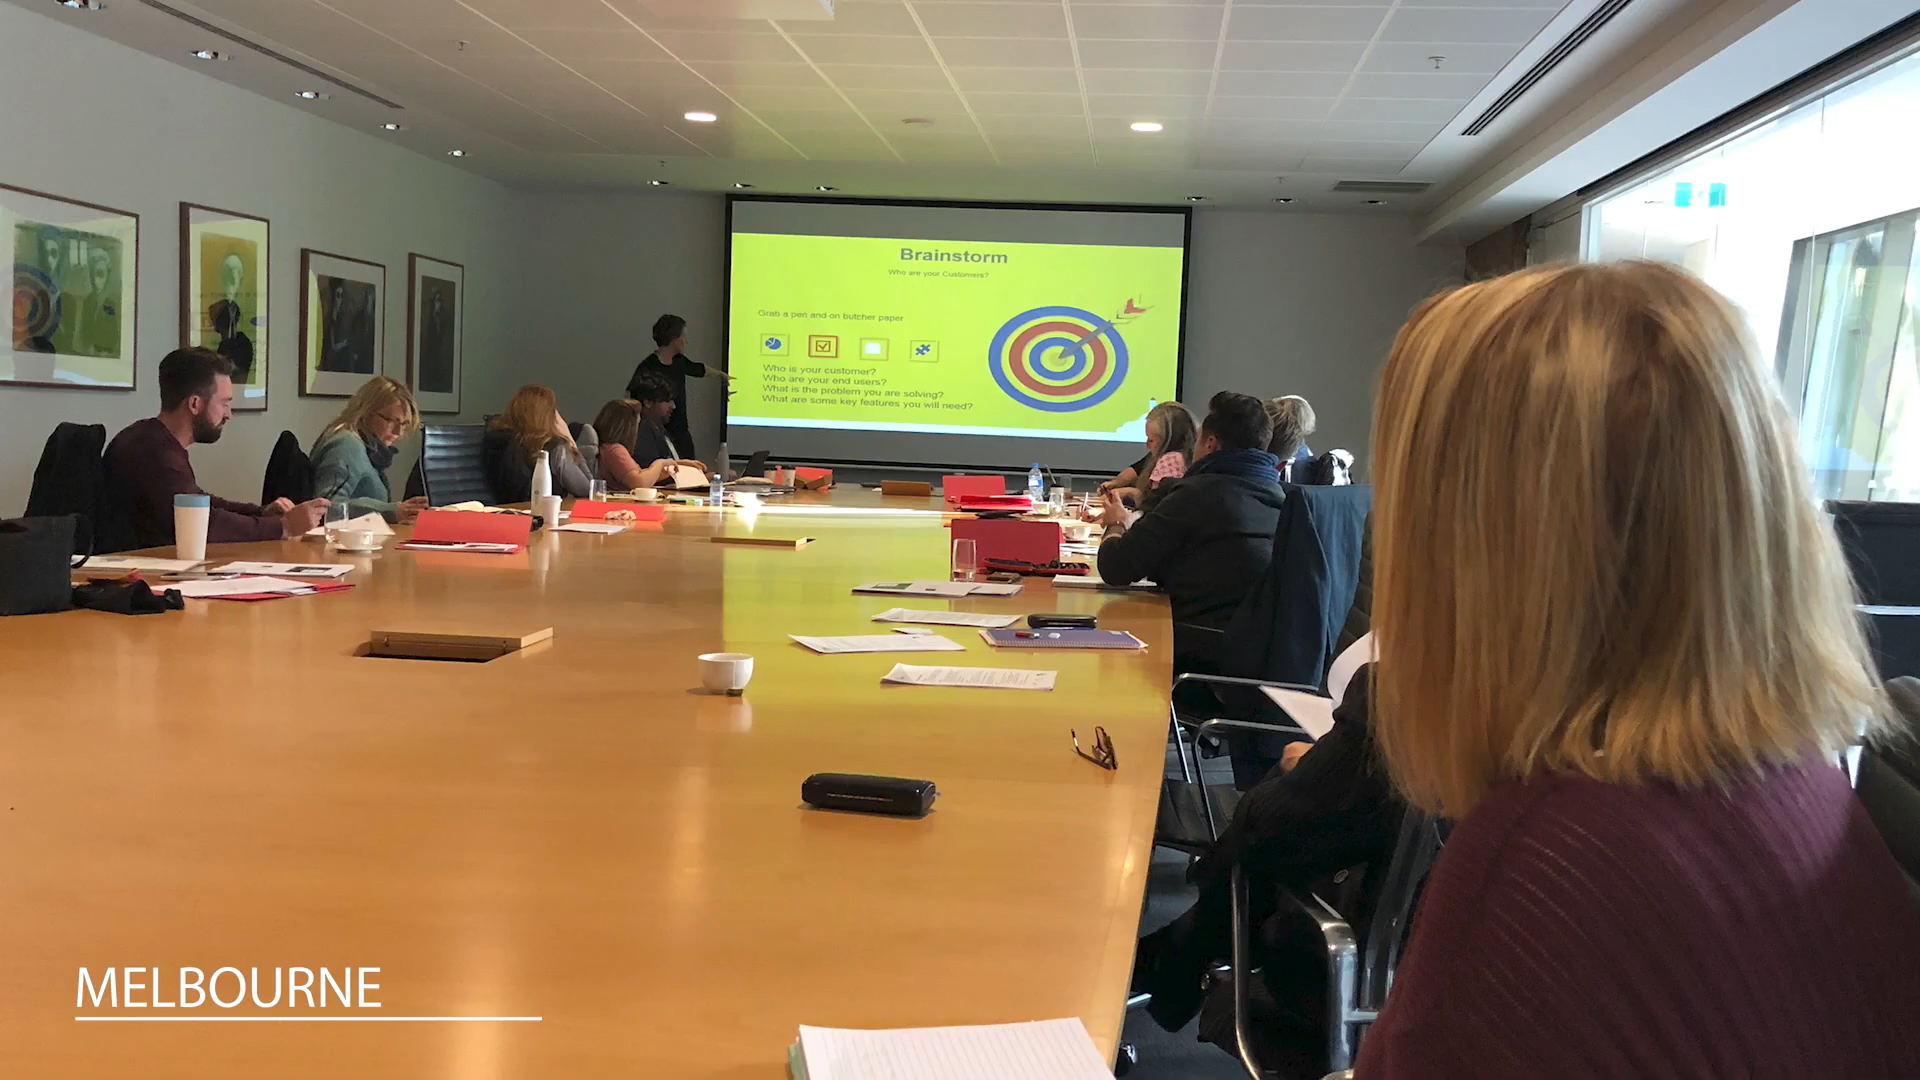 Brainstorm
Who are your Customers?
Grab a pen and on butcher paper
Who is your customer?
Who are your end users?
What is the problem you are solving?
What are some key features you will need?
MELBOURNE